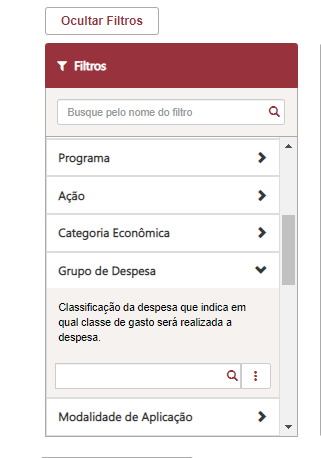 Ocultar Filtros
Filtros
Busque pelo nome do filtro
Programa
Ação
Categoria Econômica
Grupo de Despesa
Classificação da despesa que indica em
qual classe de gasto será realizada a
despesa.
Modalidade de Aplicação